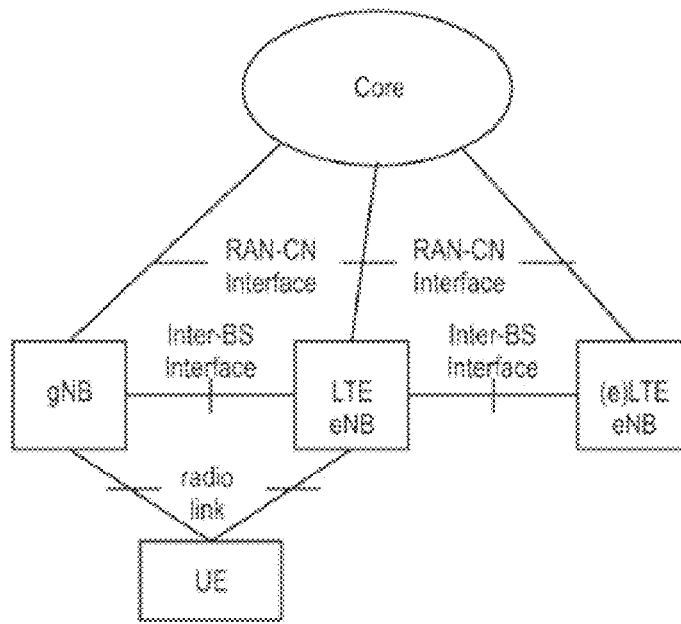 Core
RAN-CN
Interface
RAN-CN
Interface
Inter-BS
Interface
Inter-BS
Interface
gNB
LTE
eNB
(e)LTE
eNB
radio
link
UE